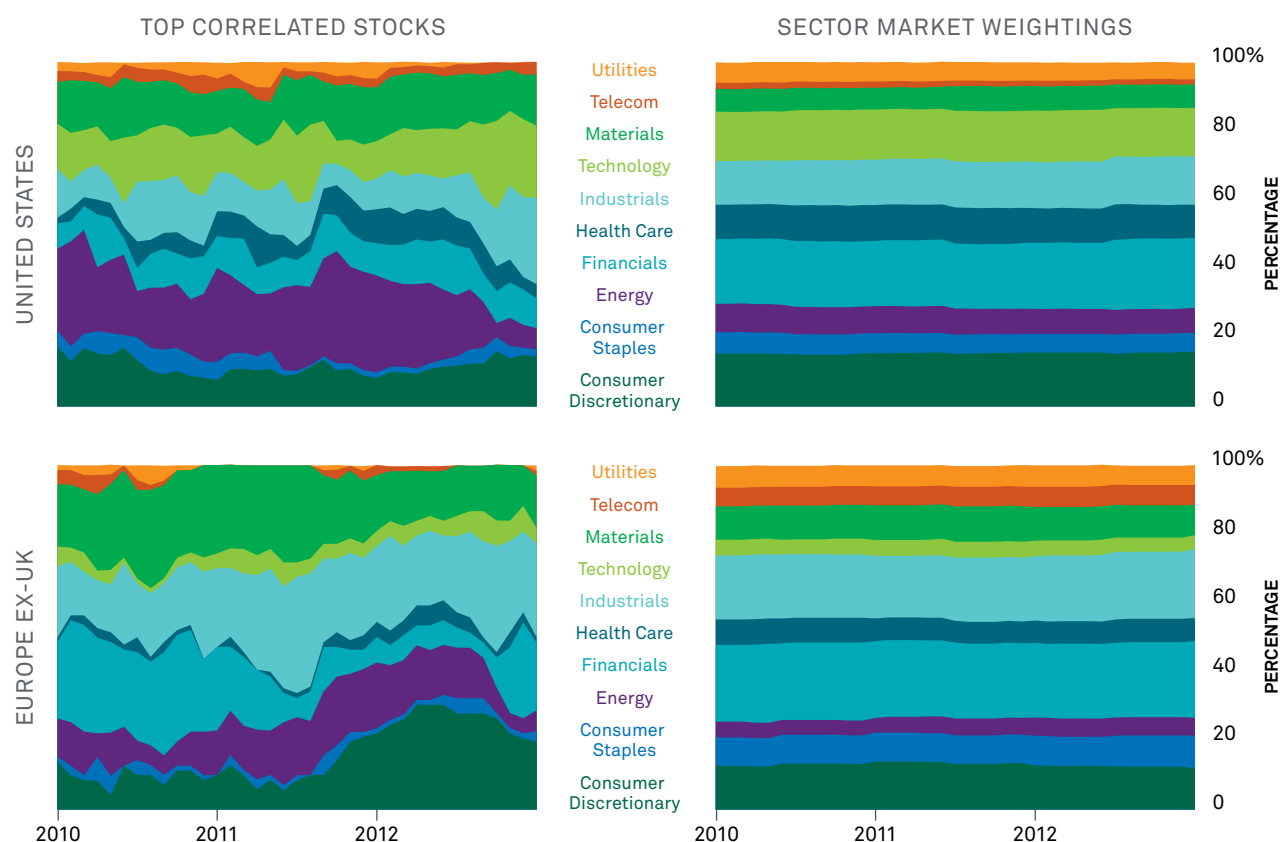 TOP CORRELATED STOCKS
SECTOR MARKET WEIGHTINGS
UNITED STATES
Utilities
Telecom
Materials
Technology
Industrials
Health Care
Financials
Energy
Consumer
Staples
Consumer
Discretionary
100%
80
60
40
20
0
PERCENTAGE
EUROPE EX-UK
Utilities
Telecom
Materials
Technology
Industrials
Health Care
Financials
Energy
Consumer
Staples
Consumer
Discretionary
100%
80
60
40
20
0
PERCENTAGE
2010
2011
2012
2010
2011
2012